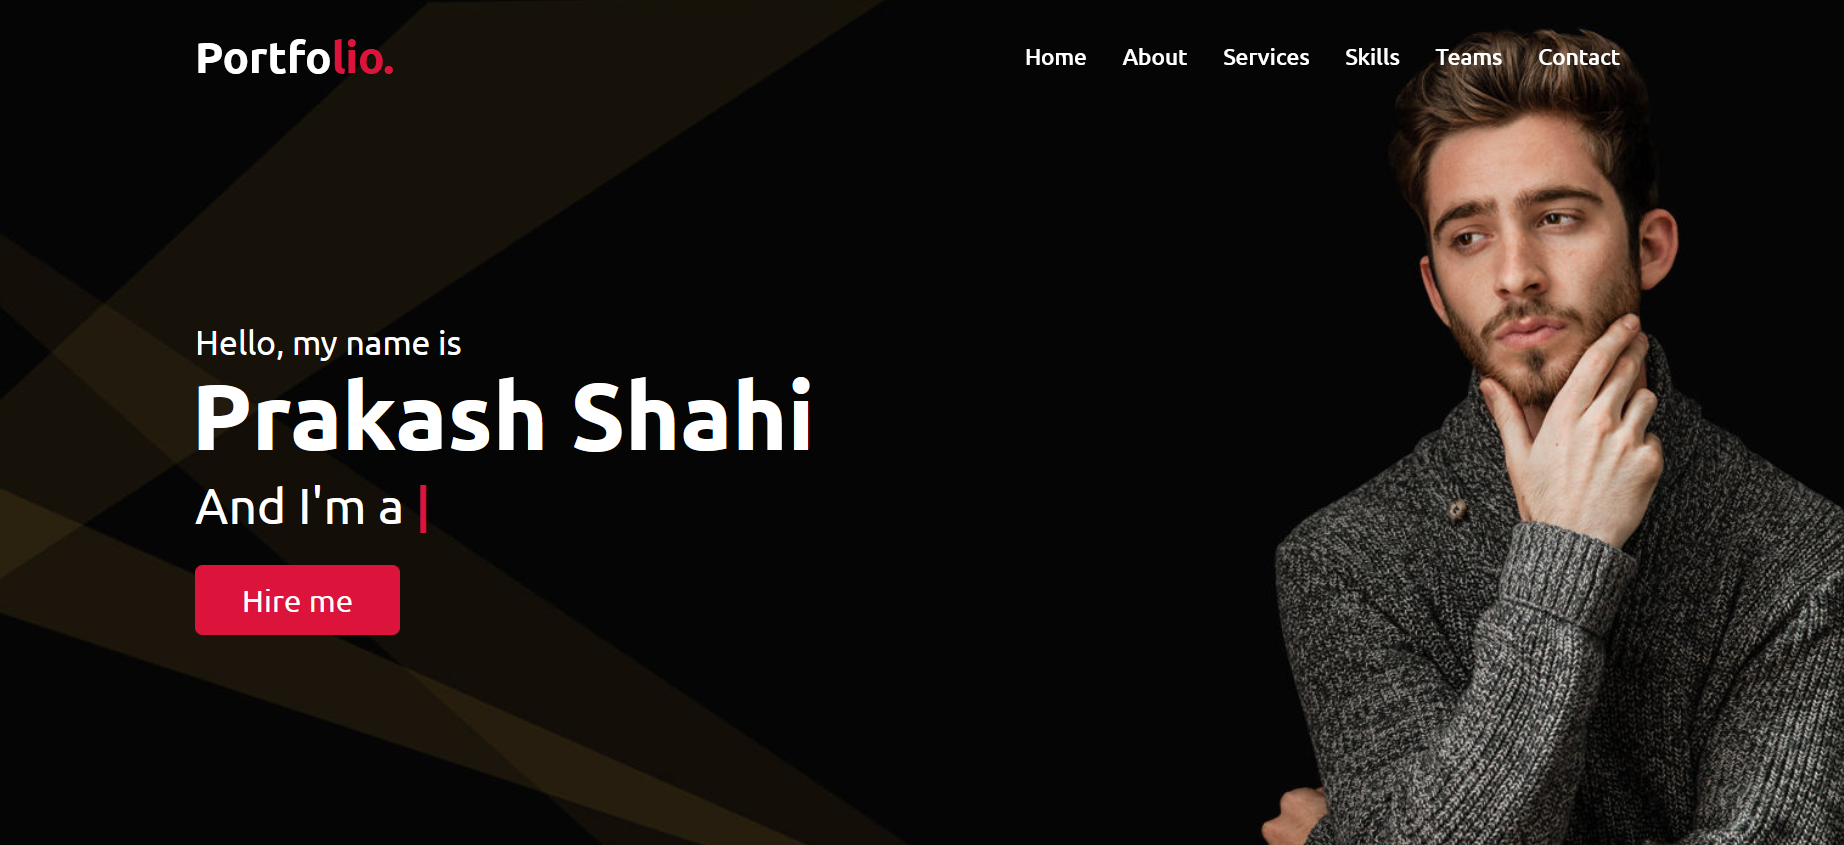 Portfolio.
Home About Services Skills Teams Contact
Hello, my name is
Prakash Shahi
And I'm a |
Hire me